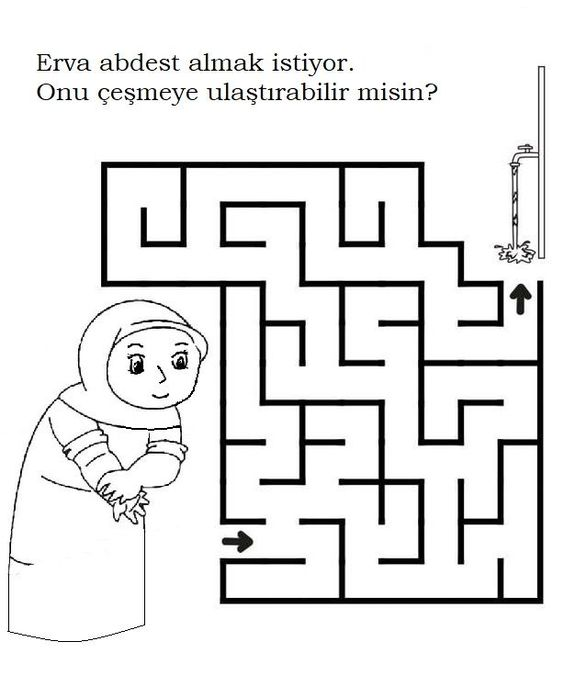 Erva abdest almak istiyor.
Onu çeşmeye ulaştırabilir misin?